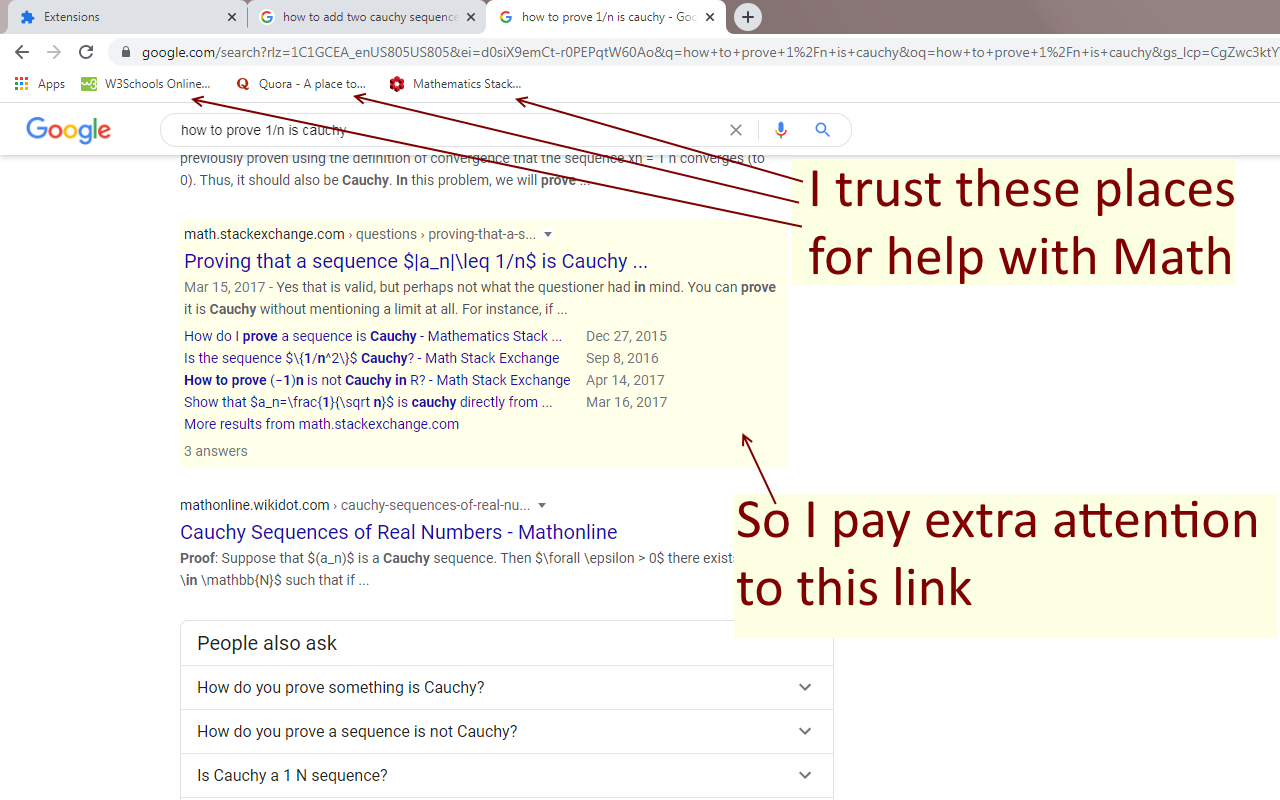 Extensions
how to add two cauchy sequence
how to prove 1/n is cauchy - Goo
google.com/search?rlz=1C1GCEA_enUS805US805&ei=d0siX9emCt-r0PEPqtW60Ao&q=how+to+prove+1%2Fn+is+cauchy&oq=how+to+prove+1%2Fn+is+cauchy&gs_lcp=CgZwc3ktY
Apps
W3Schools Online...
Quora - A place to...
Mathematics Stack...
Google
how to prove 1/n is cauchy
previously proven using the definition of convergence that the sequence xn = 1 n converges (to
0). Thus, it should also be Cauchy. In this problem, we will prove ...
I trust these places
for help with Math
math.stackexchange.com › questions › proving-that-a-s...
Proving that a sequence $|a_n|\leq 1/n$ is Cauchy ...
Mar 15, 2017 - Yes that is valid, but perhaps not what the questioner had in mind. You can prove
it is Cauchy without mentioning a limit at all. For instance, if ...
How do I prove a sequence is Cauchy - Mathematics Stack ... Dec 27, 2015
Is the sequence $\{1/n^2\}$ Cauchy? - Math Stack Exchange Sep 8, 2016
How to prove (−1)n is not Cauchy in R? - Math Stack Exchange Apr 14, 2017
Show that $a_n=\frac{1}{\sqrt n}$ is cauchy directly from ... Mar 16, 2017
More results from math.stackexchange.com
3 answers
So I pay extra attention
to this link
mathonline.wikidot.com › cauchy-sequences-of-real-nu...
Cauchy Sequences of Real Numbers - Mathonline
Proof: Suppose that $(a_n)$ is a Cauchy sequence. Then $\forall \epsilon > 0$ there exists
\in \mathbb{N}$ such that if ...
People also ask
How do you prove something is Cauchy?
How do you prove a sequence is not Cauchy?
Is Cauchy a 1 N sequence?